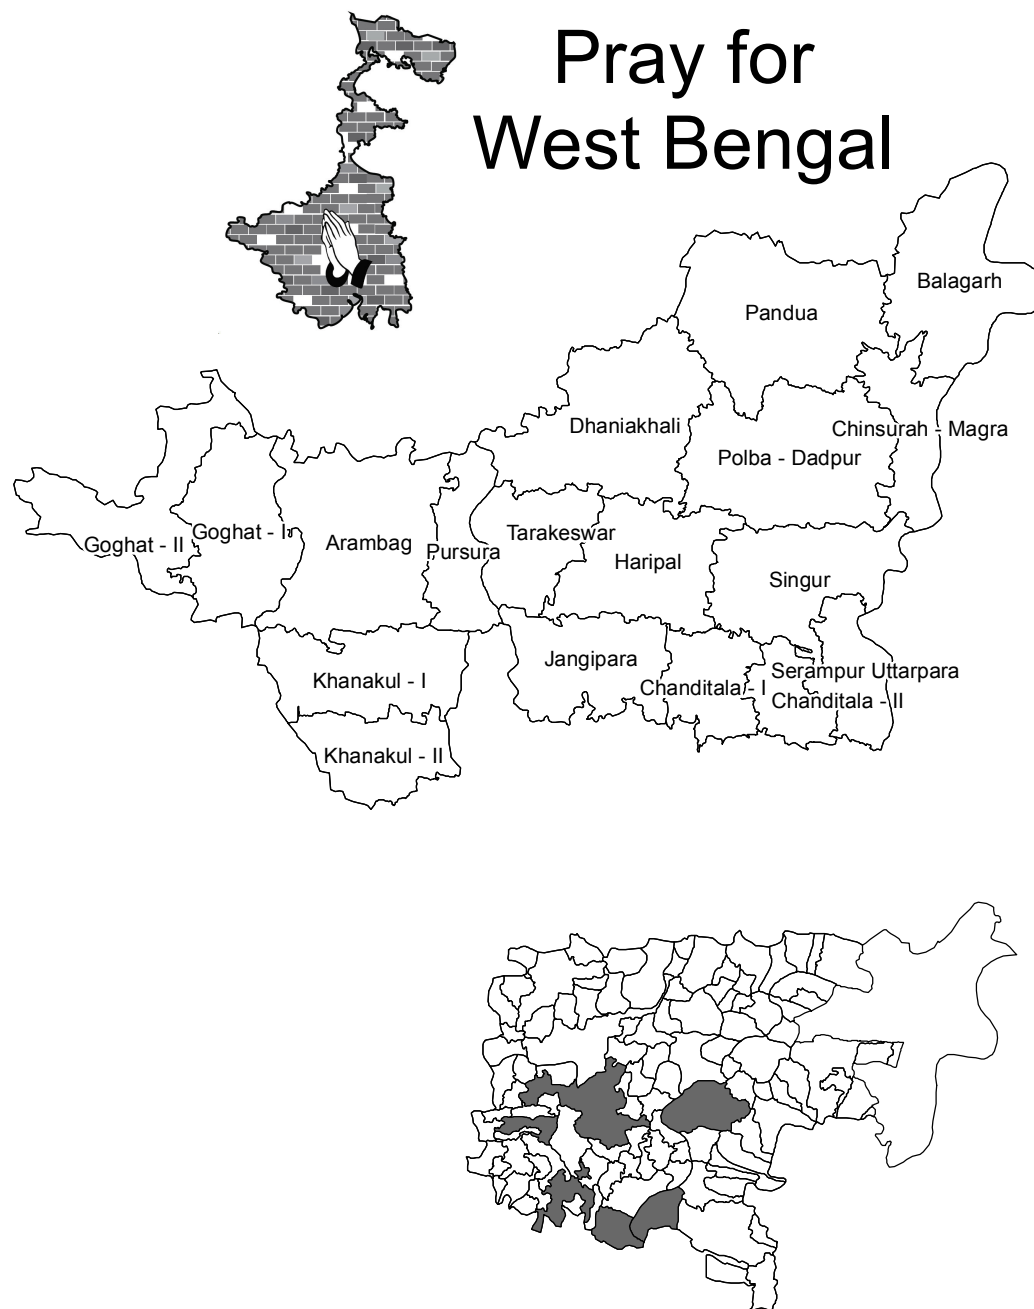 Pray for
West Bengal
Balagarh
Pandua
Dhaniakhali
Chinsurah - Magra
Polba - Dadpur
Goghat - II
Goghat - I
Arambag
Pursura
Tarakeswar
Haripal
Singur
Jangipara
Khanakul - I
Chanditala - I
Serampur Uttarpara
Chanditala - II
Khanakul - II